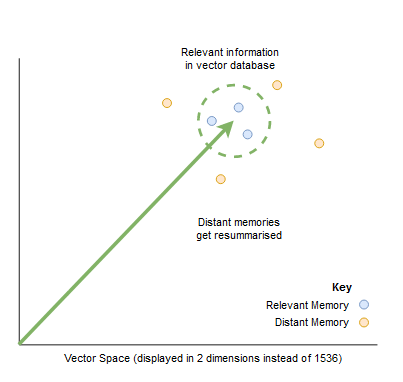 Relevant information
in vector database
Distant memories
get resummarised
Key
Relevant Memory
Distant Memory
Vector Space (displayed in 2 dimensions instead of 1536)